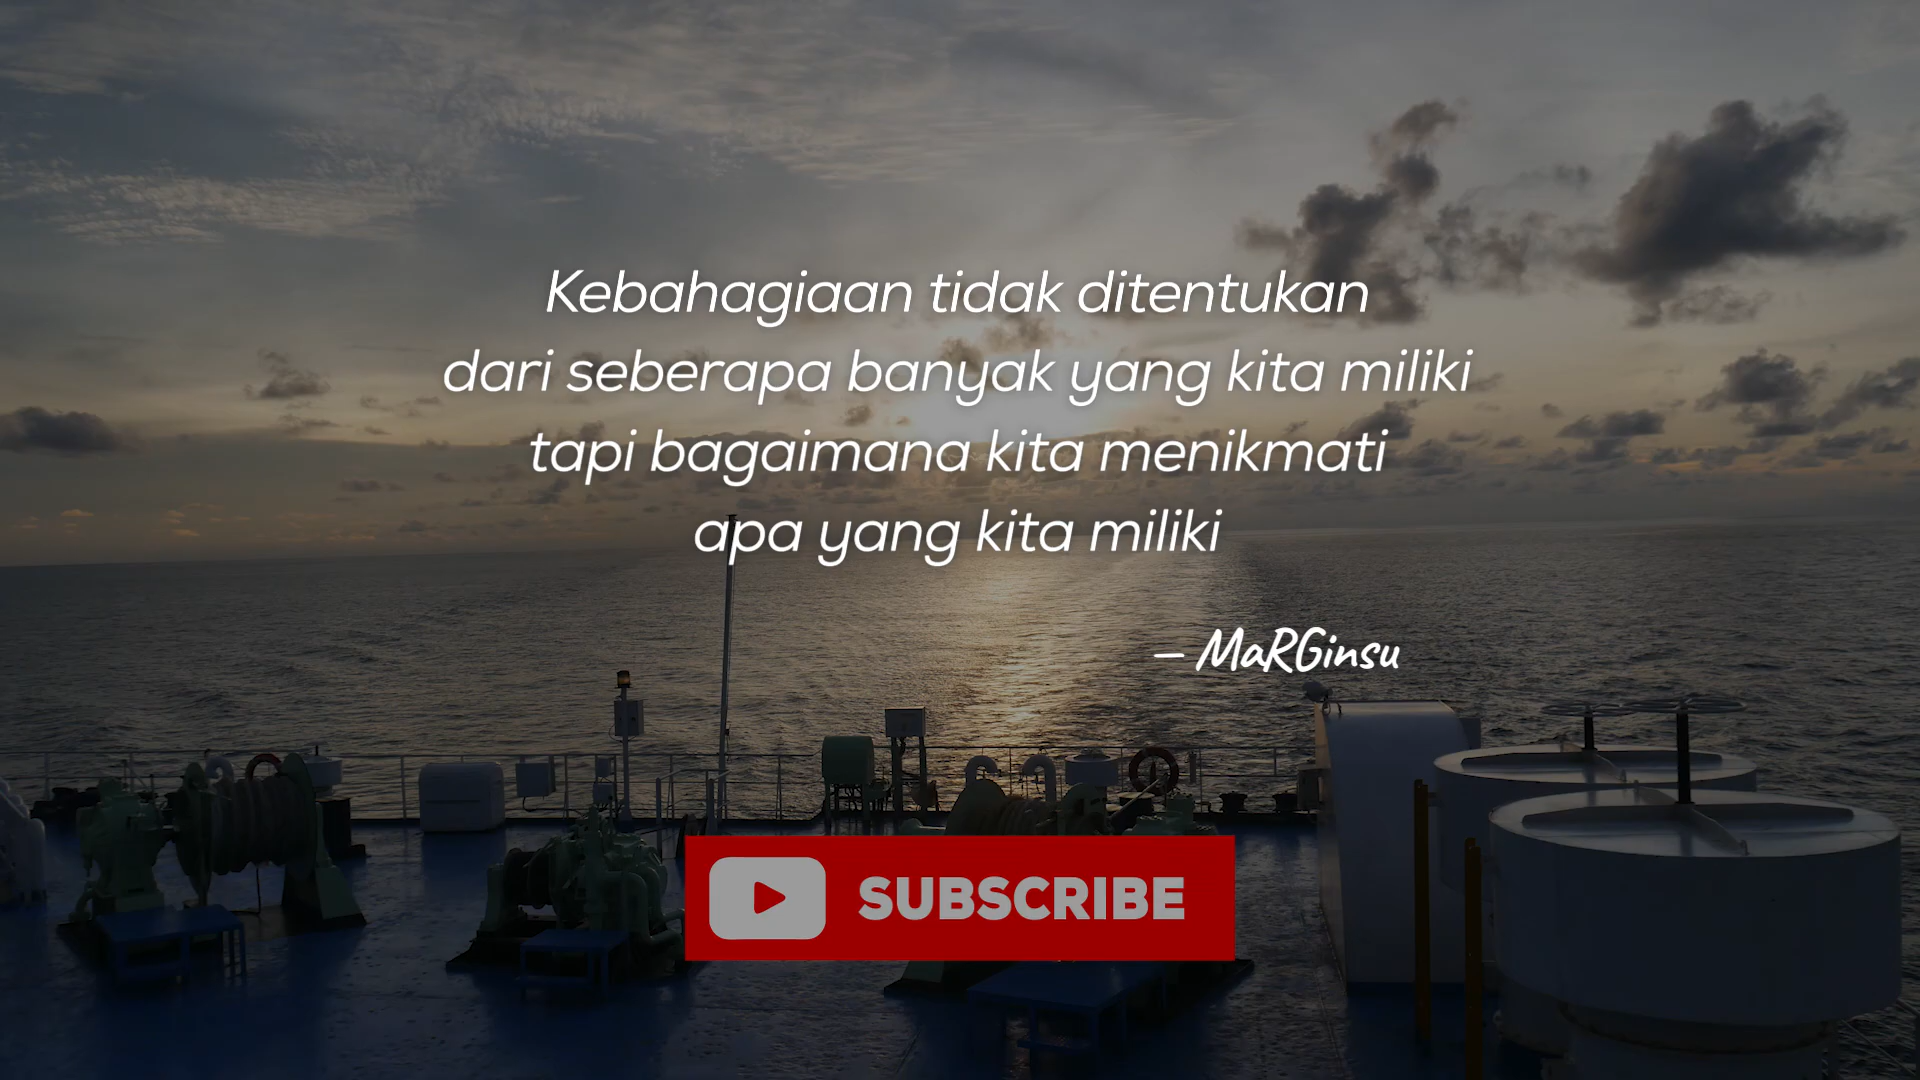 Kebahagiaan tidak ditentukan
dari seberapa banyak yang kita miliki
tapi bagaimana kita menikmati
apa yang kita miliki
– MaRGinsu
SUBSCRIBE